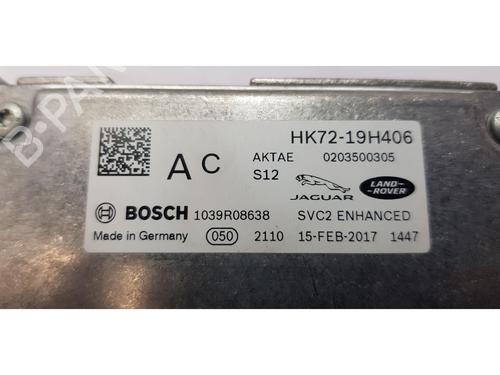 HK72-19H406
A C
AKTAE 0203500305
S12
JAGUAR
LAND-ROVER
BOSCH 1039R08638
SVC2 ENHANCED
Made in Germany 050 2110 15-FEB-2017 1447